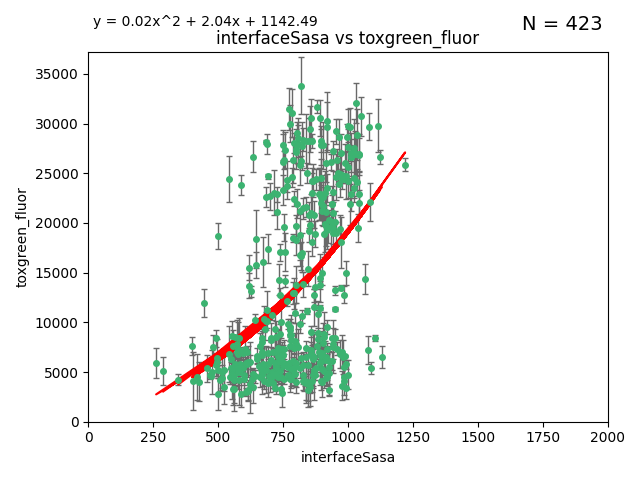 y = 0.02x^2 + 2.04x + 1142.49
N = 423
interfaceSasa vs toxgreen_fluor
35000
30000
25000
20000
15000
10000
5000
0
toxgreen_fluor
0 250 500 750 1000 1250 1500 1750 2000
interfaceSasa